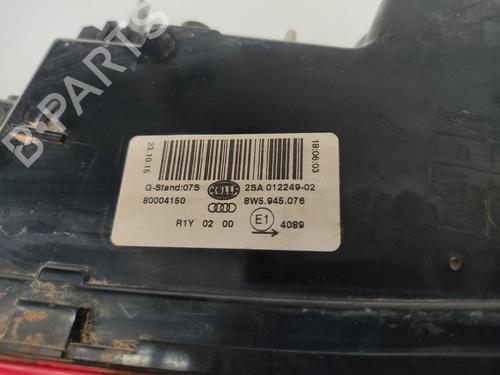 23.10.15
18:06:03
G-Stand:07S HELLA 2SA 012249-02
80004150 8W5.945.076
R1Y 02 00 E1 4089
B-PARTS